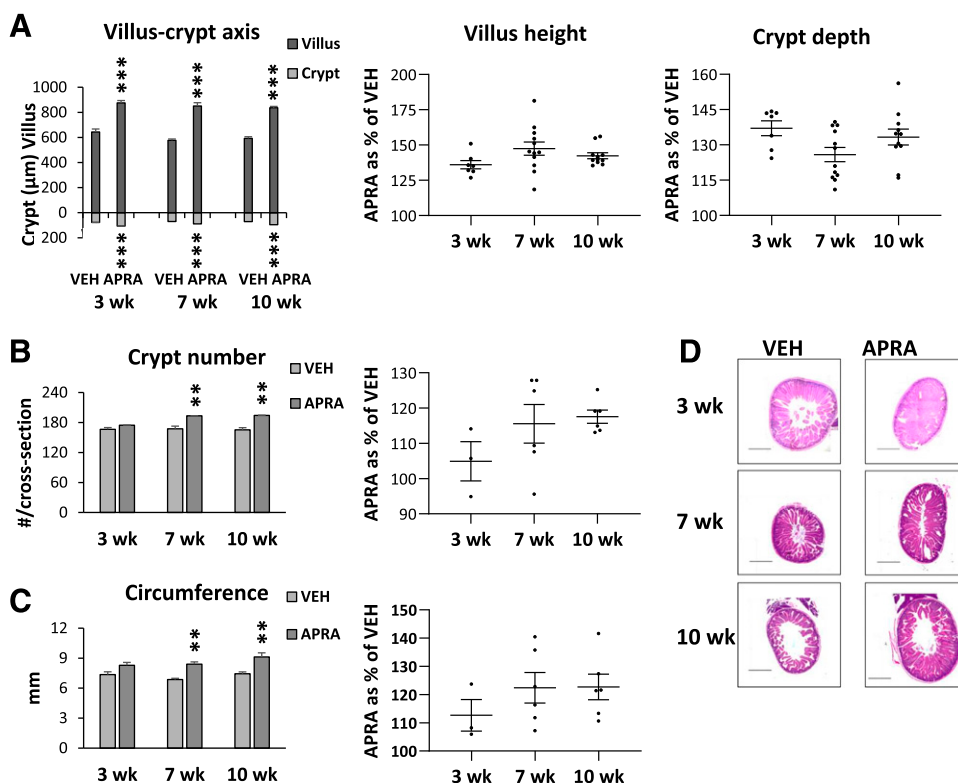 A
Villus-crypt axis
Villus
Crypt
Crypt (µm) Villus
1000
800
600
400
200
0
200
***
***
***
***
***
***
VEH APRA
VEH APRA
VEH APRA
3 wk
7 wk
10 wk
Villus height
APRA as % of VEH
200
175
150
125
100
3 wk
7 wk
10 wk
Crypt depth
APRA as % of VEH
160
145
130
115
100
3 wk
7 wk
10 wk
B
Crypt number
VEH
APRA
#/cross-section
240
180
120
60
0
**
**
3 wk
7 wk
10 wk
APRA as % of VEH
130
120
110
100
90
3 wk
7 wk
10 wk
C
Circumference
VEH
APRA
mm
12
9
6
3
0
**
**
3 wk
7 wk
10 wk
APRA as % of VEH
150
140
130
120
110
100
3 wk
7 wk
10 wk
D
VEH
APRA
3 wk
7 wk
10 wk